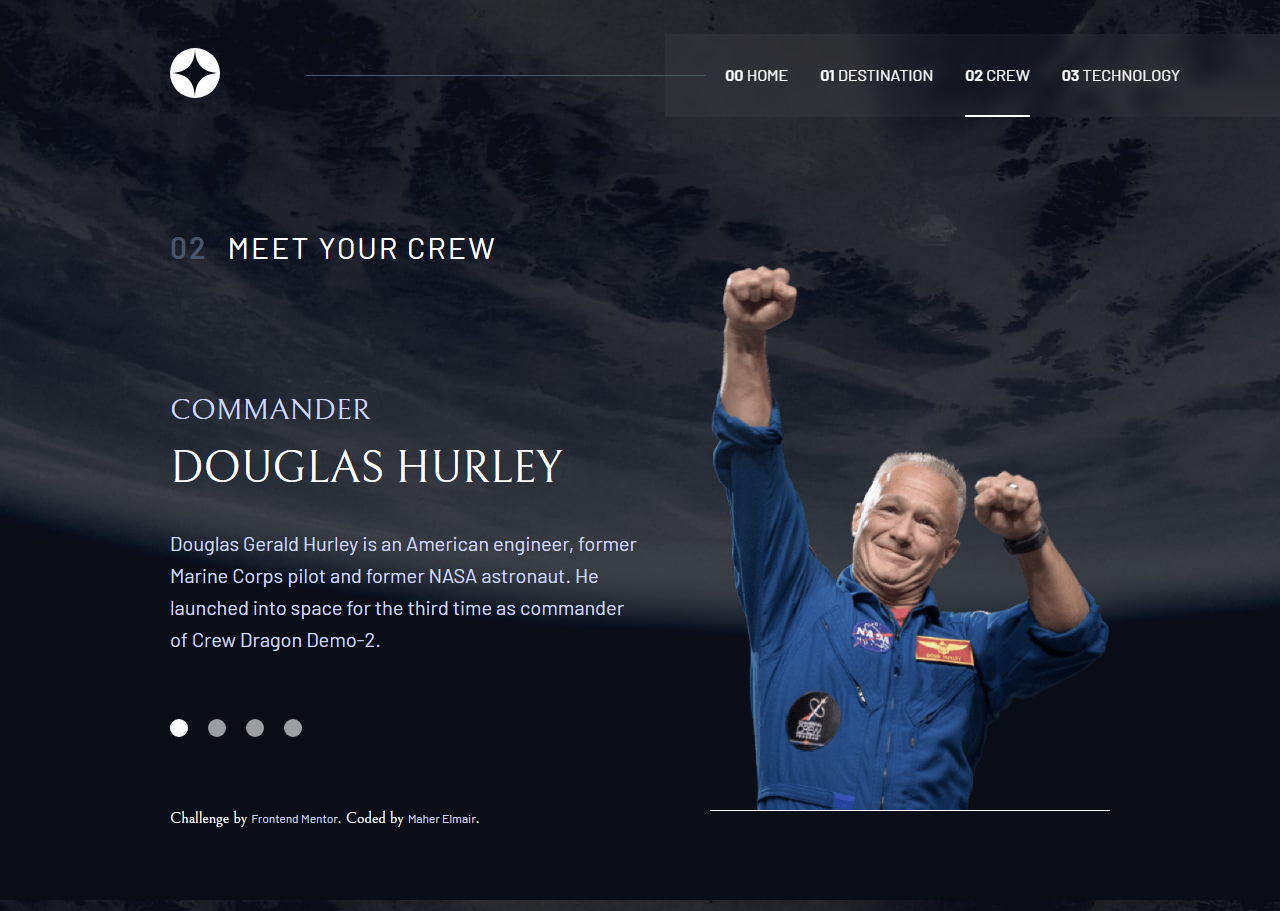 00 HOME 01 DESTINATION 02 CREW 03 TECHNOLOGY
02 MEET YOUR CREW
COMMANDER
DOUGLAS HURLEY
Douglas Gerald Hurley is an American engineer, former
Marine Corps pilot and former NASA astronaut. He
launched into space for the third time as commander
of Crew Dragon Demo-2.
NASA
CREW
Challenge by Frontend Mentor. Coded by Maher Elmair.